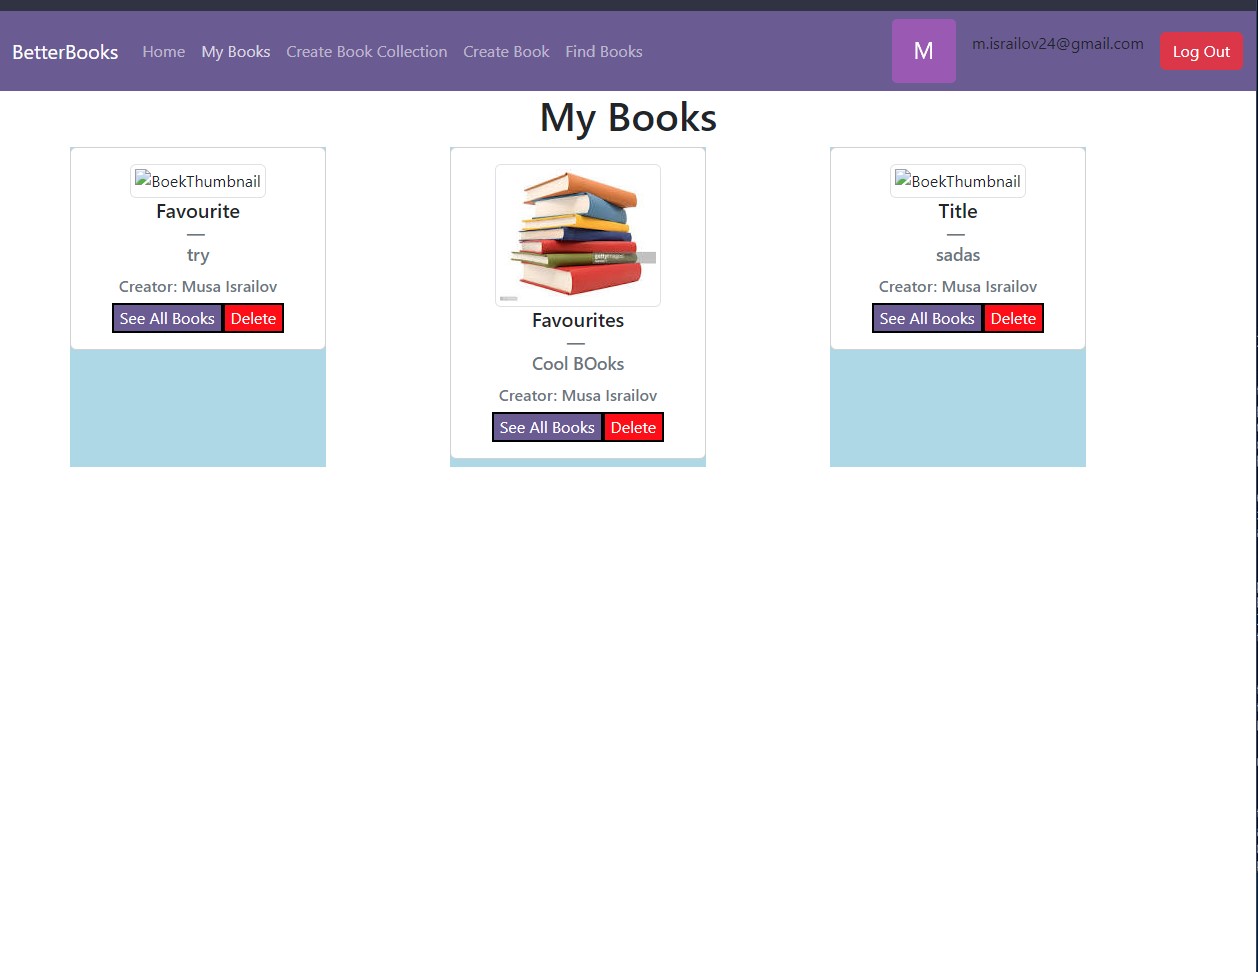 BetterBooks Home My Books Create Book Collection Create Book Find Books M m.israilov24@gmail.com Log Out
My Books
BoekThumbnail
Favourite
—
try
Creator: Musa Israilov
See All Books Delete
Favourites
—
Cool BOoks
Creator: Musa Israilov
See All Books Delete
BoekThumbnail
Title
—
sadas
Creator: Musa Israilov
See All Books Delete